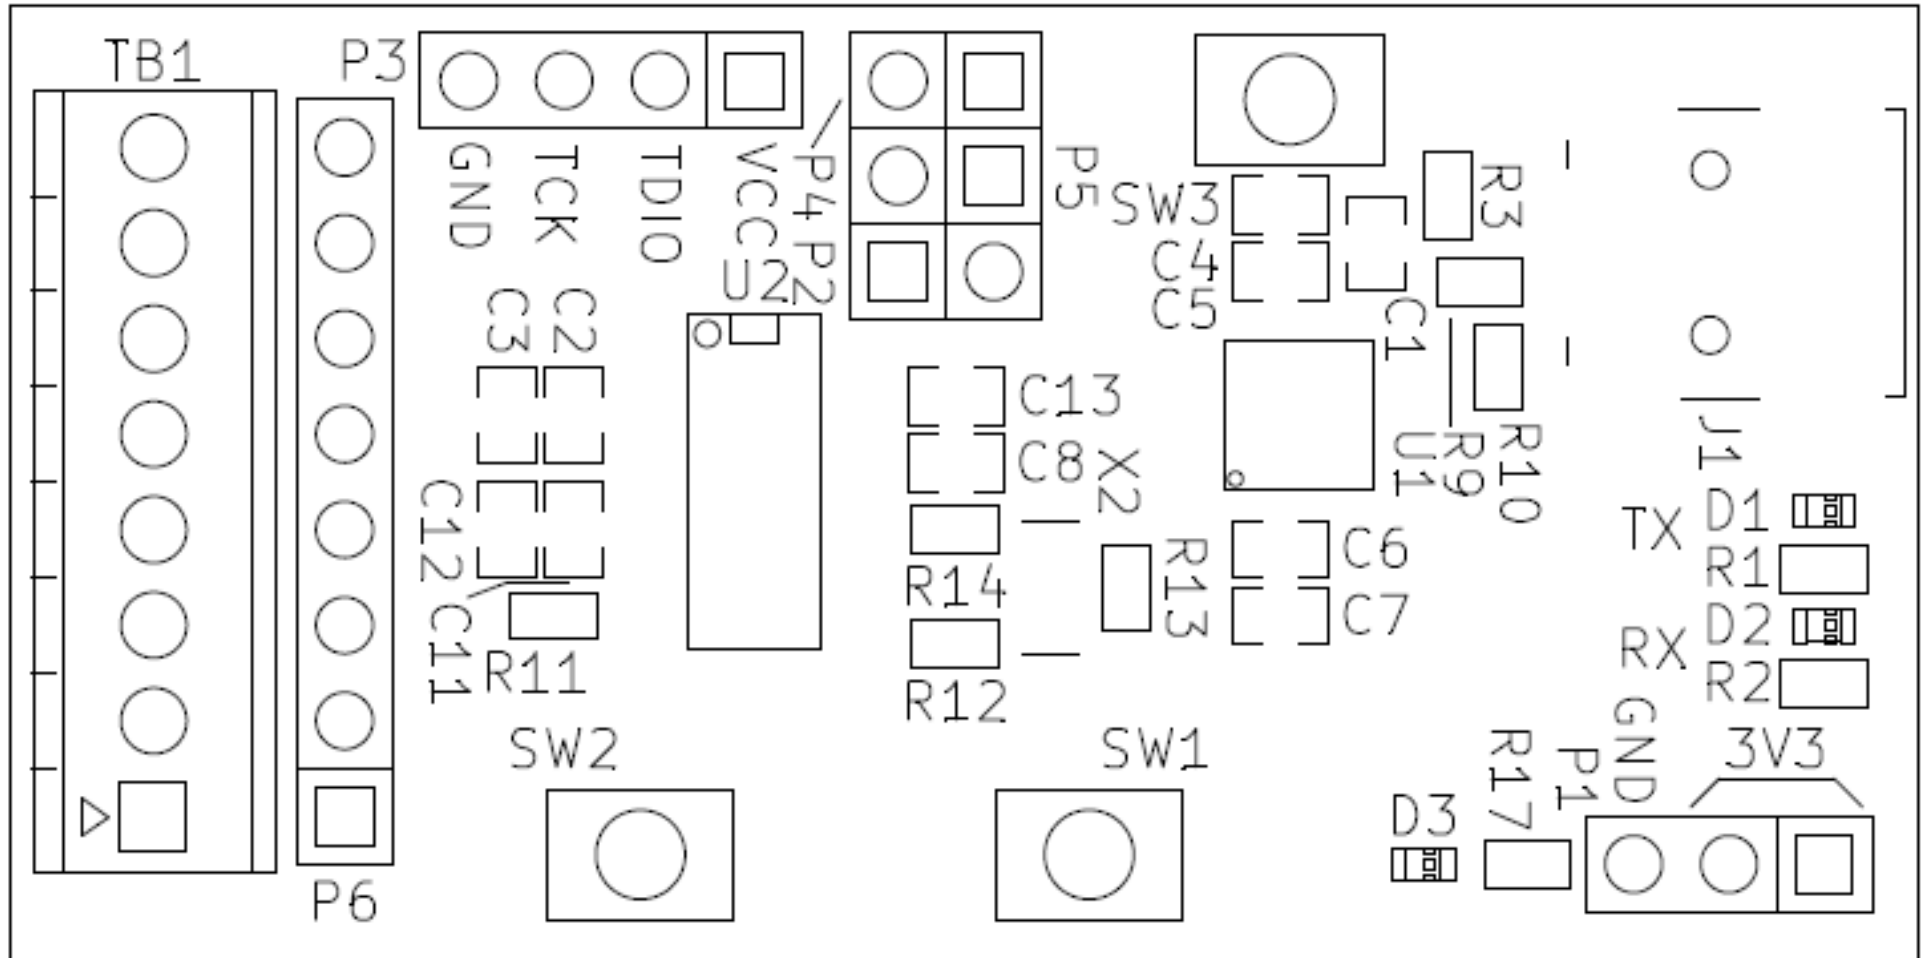 TB1
P3
GND
TCK
TDIO
VCC
P4
P5
SW3
R3
U2
P2
C4
C5
C3
C2
C1
C13
C8
X2
U1
R9
R10
J1
C12
TX
D1
R1
C11
R11
R14
R13
C6
C7
RX
D2
R2
R12
SW2
SW1
R17
P1
GND
3V3
D3
P6